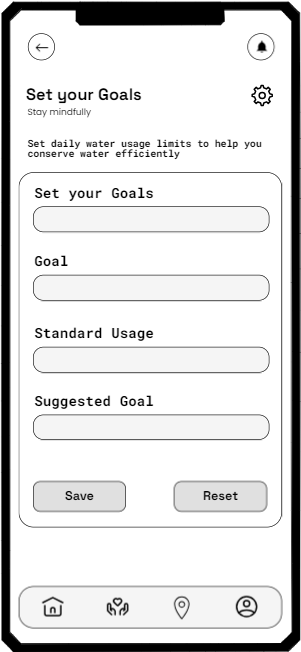 Set your Goals
Stay mindfully
Set daily water usage limits to help you
conserve water efficiently
Set your Goals
Goal
Standard Usage
Suggested Goal
Save
Reset